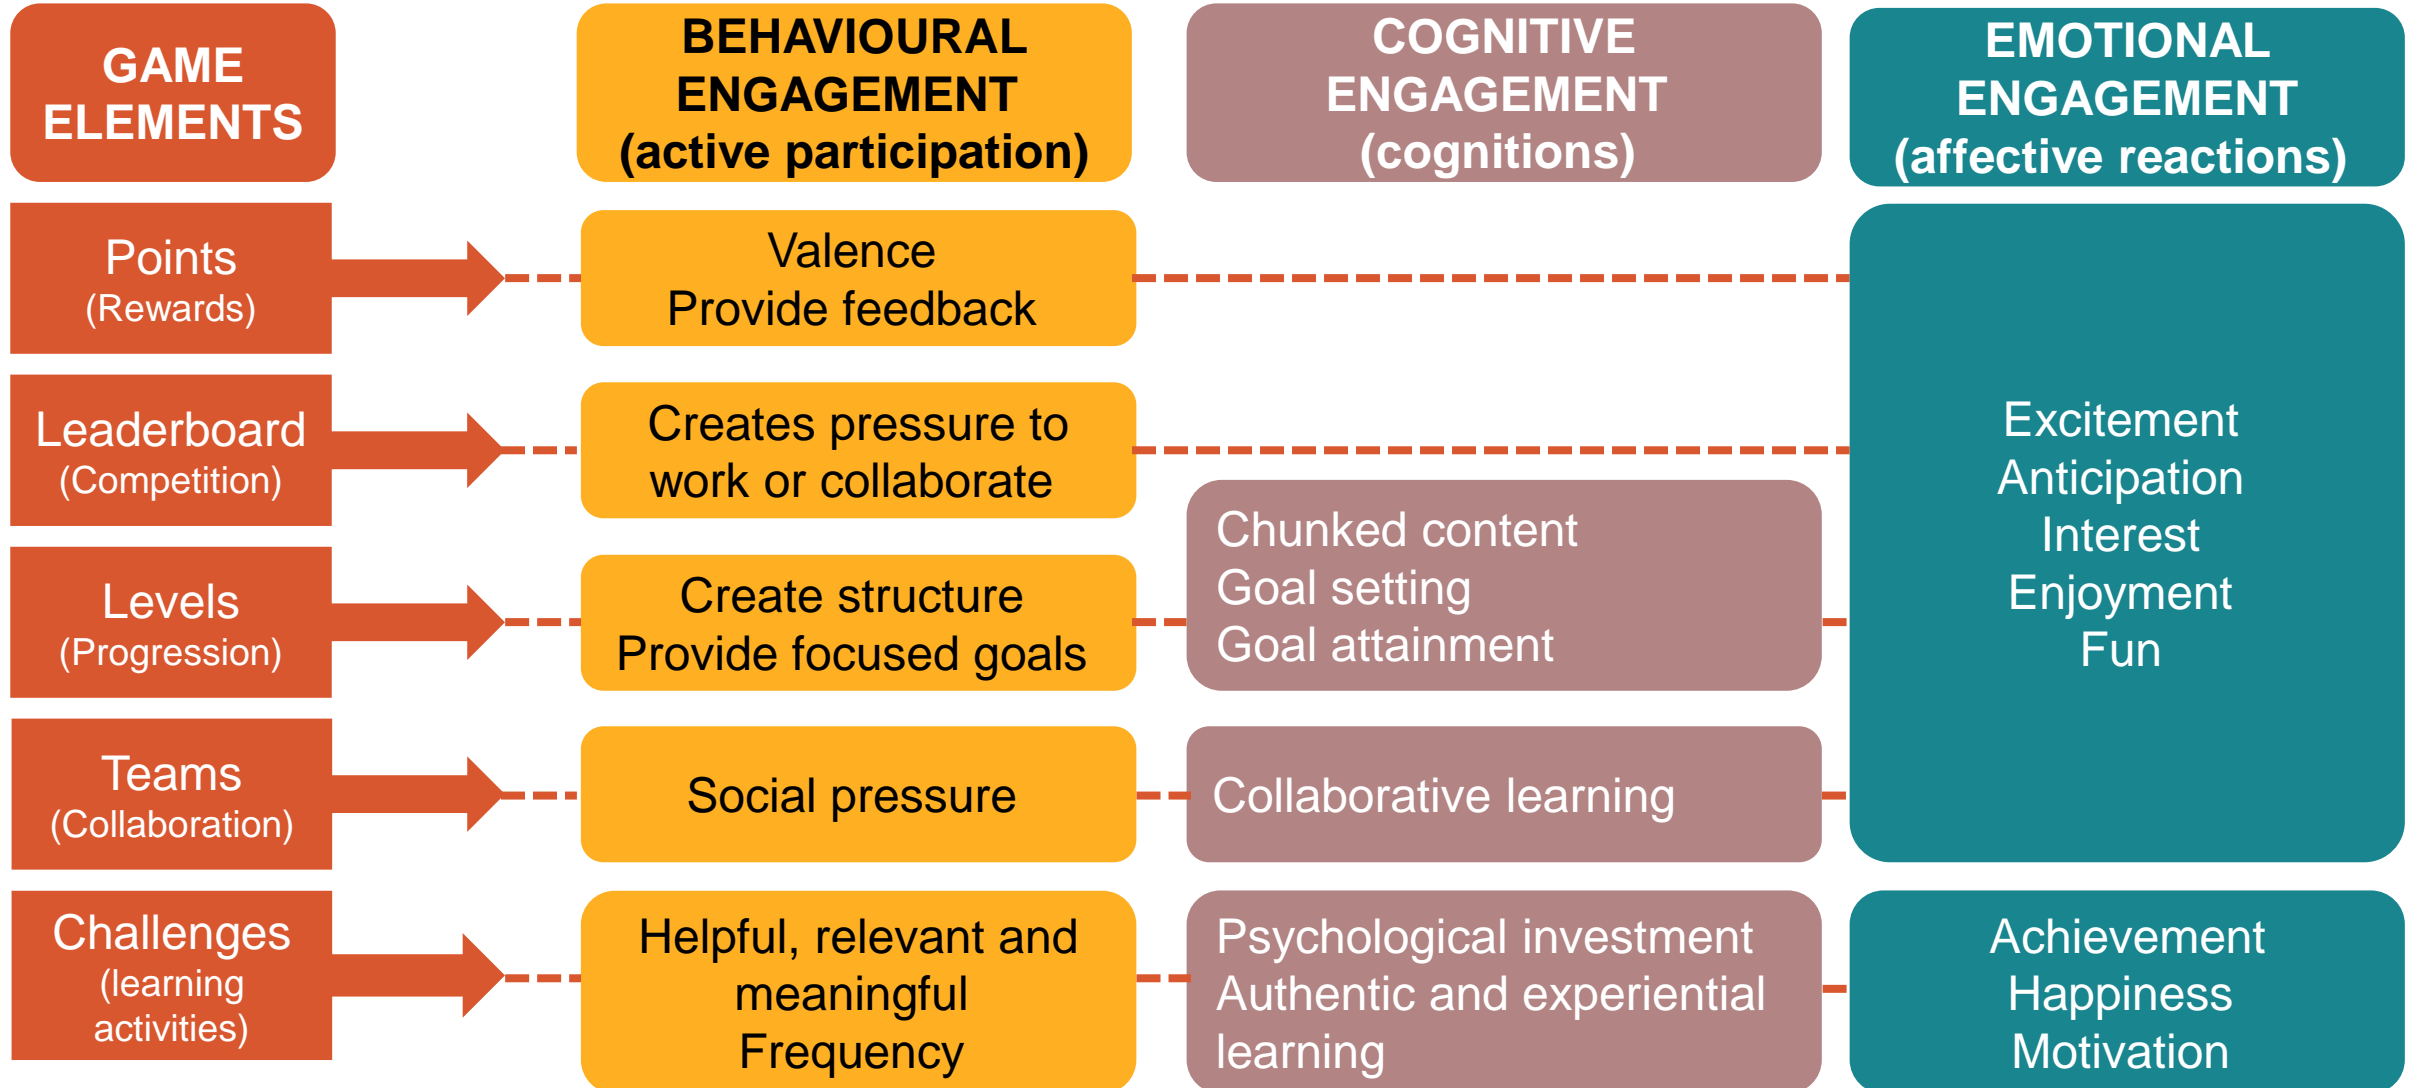 GAME
ELEMENTS
BEHAVIOURAL
ENGAGEMENT
(active participation)
COGNITIVE
ENGAGEMENT
(cognitions)
EMOTIONAL
ENGAGEMENT
(affective reactions)
Points
(Rewards)
Valence
Provide feedback
Leaderboard
(Competition)
Creates pressure to
work or collaborate
Levels
(Progression)
Create structure
Provide focused goals
Chunked content
Goal setting
Goal attainment
Excitement
Anticipation
Interest
Enjoyment
Fun
Teams
(Collaboration)
Social pressure
Collaborative learning
Challenges
(learning
activities)
Helpful, relevant and
meaningful
Frequency
Psychological investment
Authentic and experiential
learning
Achievement
Happiness
Motivation